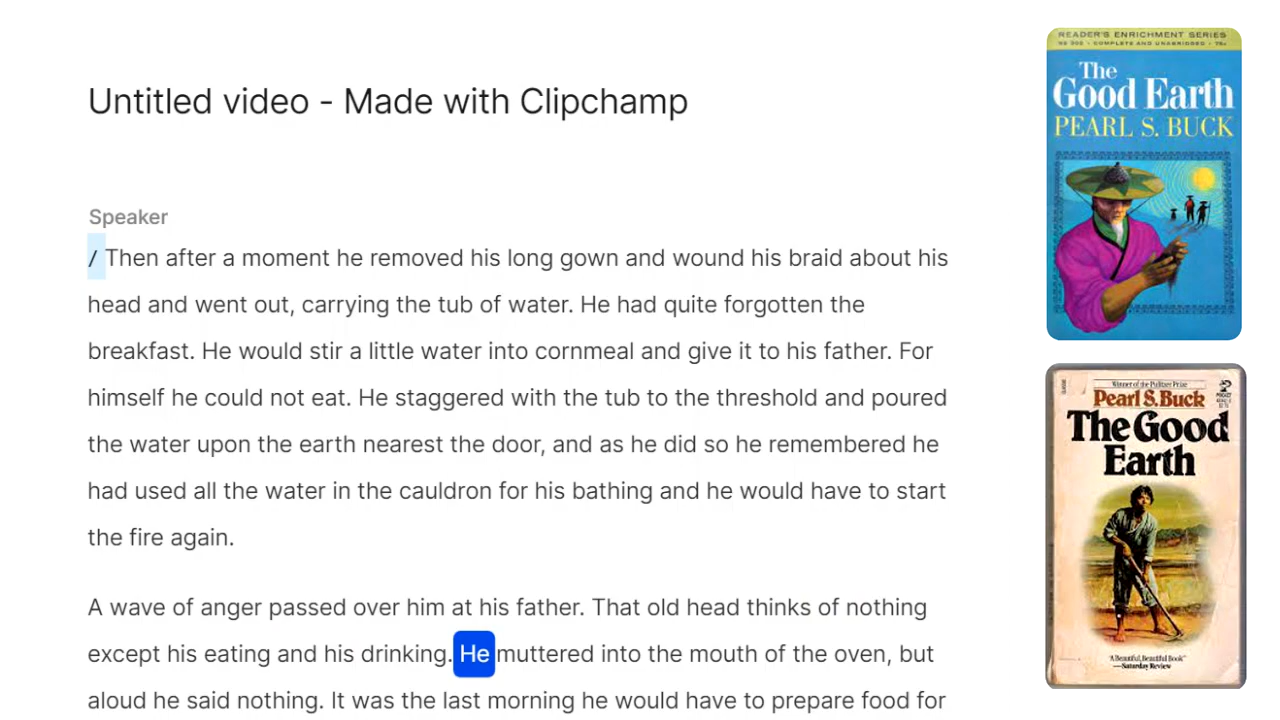 Untitled video - Made with Clipchamp
Speaker
/ Then after a moment he removed his long gown and wound his braid about his
head and went out, carrying the tub of water. He had quite forgotten the
breakfast. He would stir a little water into cornmeal and give it to his father. For
himself he could not eat. He staggered with the tub to the threshold and poured
the water upon the earth nearest the door, and as he did so he remembered he
had used all the water in the cauldron for his bathing and he would have to start
the fire again.
A wave of anger passed over him at his father. That old head thinks of nothing
except his eating and his drinking. He muttered into the mouth of the oven, but
aloud he said nothing. It was the last morning he would have to prepare food for
READER'S ENRICHMENT SERIES
COMPLETE AND UNABRIDGED
The
Good Earth
PEARL S. BUCK
Winner of the Pulitzer Prize
Pearl S. Buck
The Good
Earth
"A Beautiful, Beautiful Book"
—Saturday Review